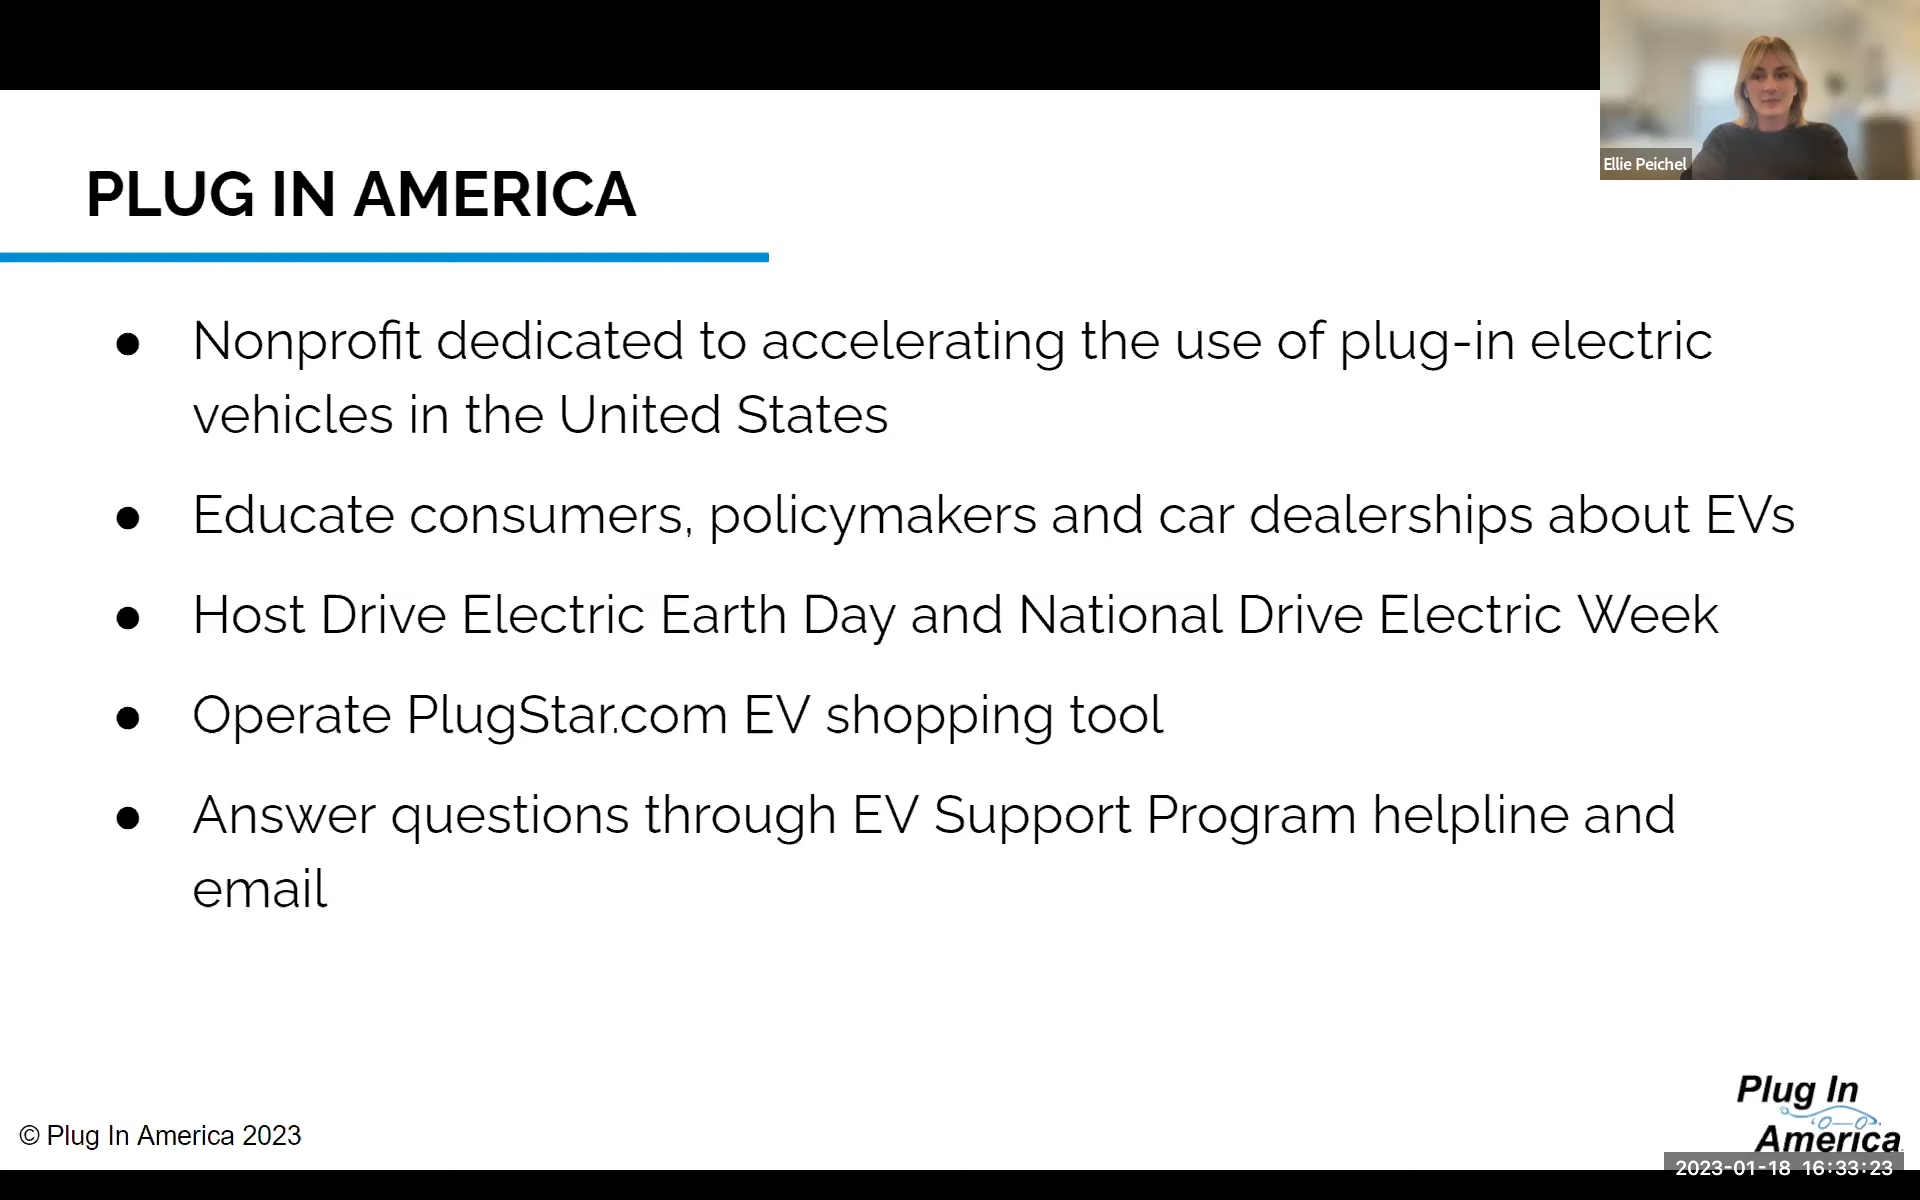 Ellie Peichel
PLUG IN AMERICA
● Nonprofit dedicated to accelerating the use of plug-in electric
vehicles in the United States
● Educate consumers, policymakers and car dealerships about EVs
● Host Drive Electric Earth Day and National Drive Electric Week
● Operate PlugStar.com EV shopping tool
● Answer questions through EV Support Program helpline and
email
© Plug In America 2023
Plug In
America
2023-01-18 16:33:23